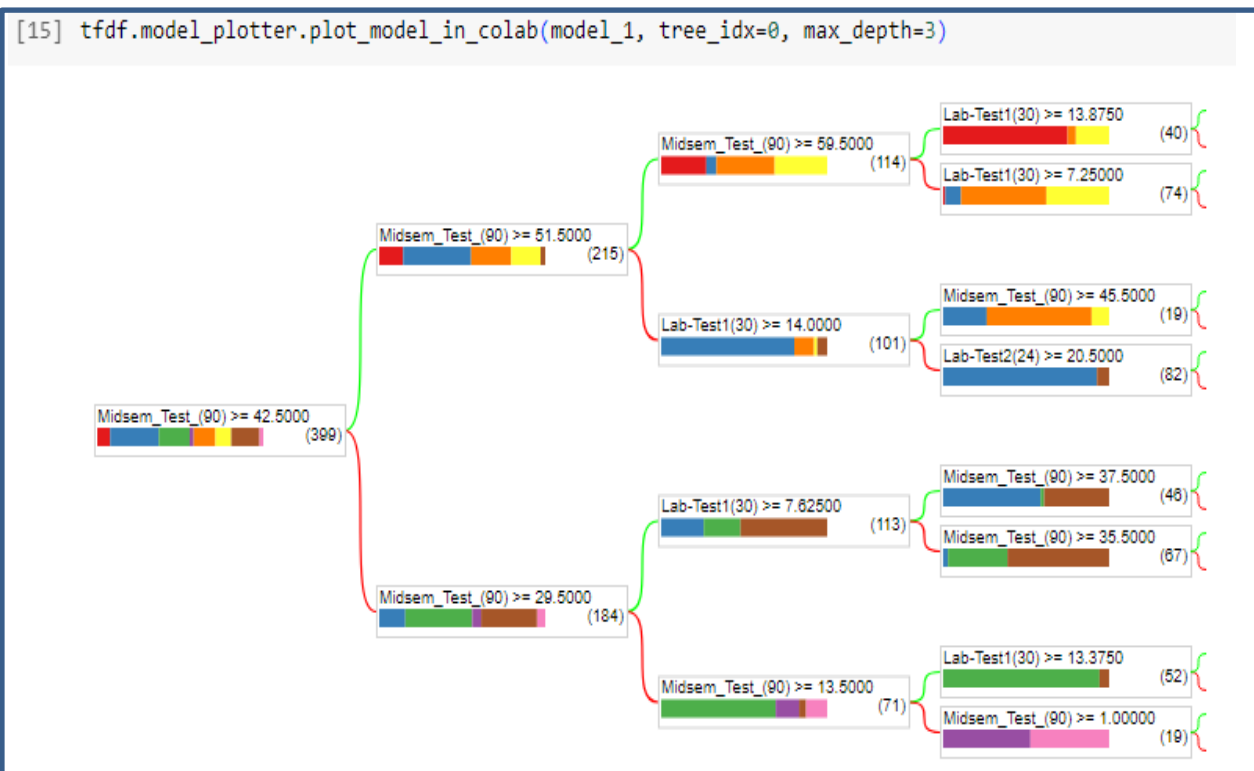 [15] tfdf.model_plotter.plot_model_in_colab(model_1, tree_idx=0, max_depth=3)
Lab-Test1(30) >= 13.8750
(40)
Midsem_Test_(90) >= 59.5000
(114)
Lab-Test1(30) >= 7.25000
(74)
Midsem_Test_(90) >= 51.5000
(215)
Midsem_Test_(90) >= 45.5000
(19)
Lab-Test1(30) >= 14.0000
(101)
Lab-Test2(24) >= 20.5000
(82)
Midsem_Test_(90) >= 42.5000
(399)
Midsem_Test_(90) >= 37.5000
(46)
Lab-Test1(30) >= 7.62500
(113)
Midsem_Test_(90) >= 35.5000
(67)
Midsem_Test_(90) >= 29.5000
(184)
Lab-Test1(30) >= 13.3750
(52)
Midsem_Test_(90) >= 13.5000
(71)
Midsem_Test_(90) >= 1.00000
(19)